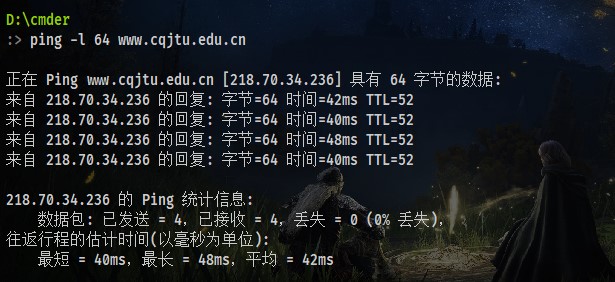 D:\cmder
:> ping -l 64 www.cqjtu.edu.cn
正在 Ping www.cqjtu.edu.cn [218.70.34.236] 具有 64 字节的数据:
来自 218.70.34.236 的回复: 字节=64 时间=42ms TTL=52
来自 218.70.34.236 的回复: 字节=64 时间=40ms TTL=52
来自 218.70.34.236 的回复: 字节=64 时间=48ms TTL=52
来自 218.70.34.236 的回复: 字节=64 时间=40ms TTL=52
218.70.34.236 的 Ping 统计信息:
数据包: 已发送 = 4，已接收 = 4，丢失 = 0 (0% 丢失)，
往返行程的估计时间(以毫秒为单位):
最短 = 40ms，最长 = 48ms，平均 = 42ms